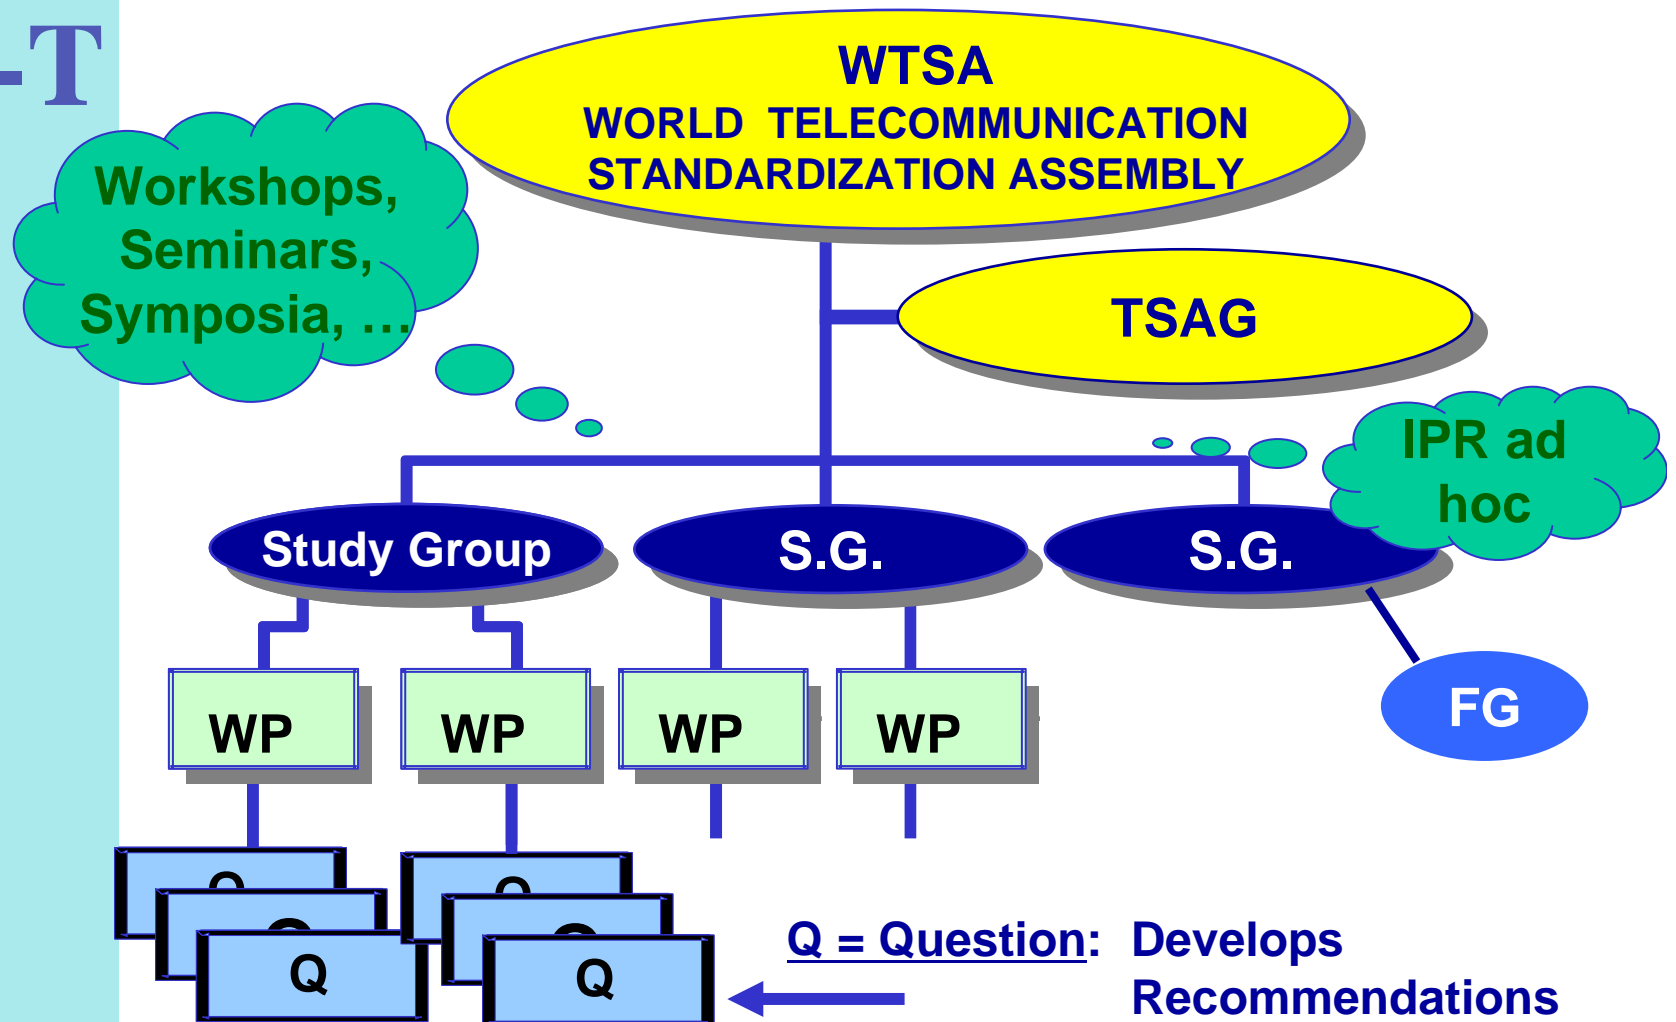 -T
WTSA
WORLD TELECOMMUNICATION
STANDARDIZATION ASSEMBLY
Workshops,
Seminars,
Symposia, ...
TSAG
IPR ad
hoc
Study Group
S.G.
S.G.
WP
WP
WP
WP
FG
Q
Q
Q
Q
Q
Q
Q = Question: Develops
Recommendations